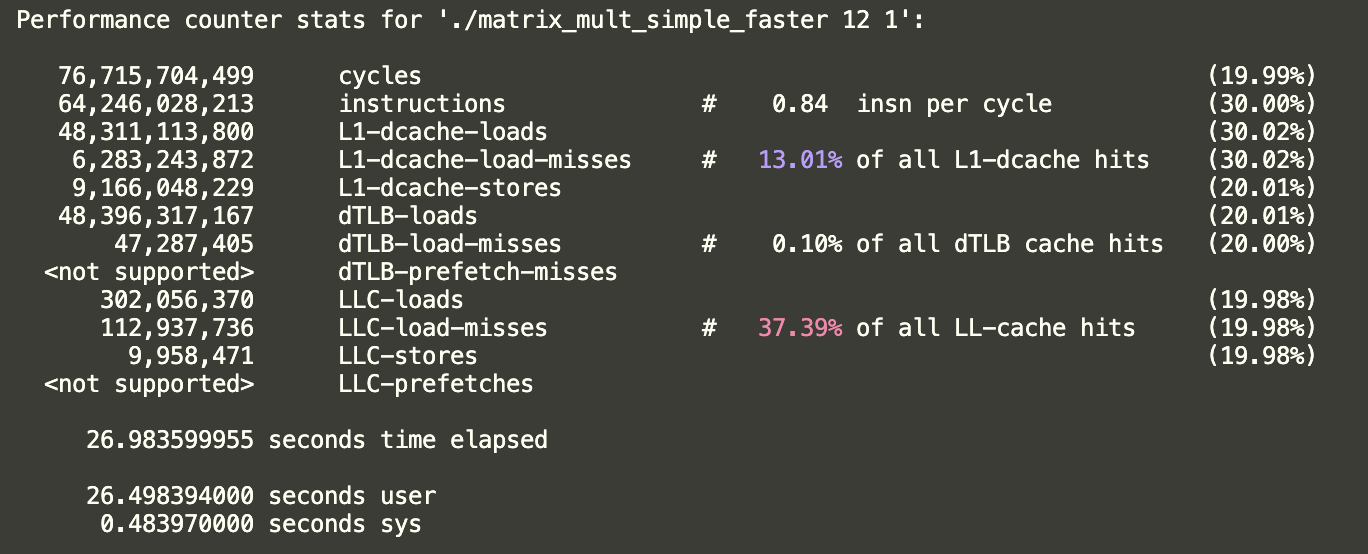 Performance counter stats for './matrix_mult_simple_faster 12 1':
76,715,704,499 cycles (19.99%)
64,246,028,213 instructions # 0.84 insn per cycle (30.00%)
48,311,113,800 L1-dcache-loads (30.02%)
6,283,243,872 L1-dcache-load-misses # 13.01% of all L1-dcache hits (30.02%)
9,166,048,229 L1-dcache-stores (20.01%)
48,396,317,167 dTLB-loads (20.01%)
47,287,405 dTLB-load-misses # 0.10% of all dTLB cache hits (20.00%)
<not supported> dTLB-prefetch-misses
302,056,370 LLC-loads (19.98%)
112,937,736 LLC-load-misses # 37.39% of all LL-cache hits (19.98%)
9,958,471 LLC-stores (19.98%)
<not supported> LLC-prefetches
26.983599955 seconds time elapsed
26.498394000 seconds user
0.483970000 seconds sys